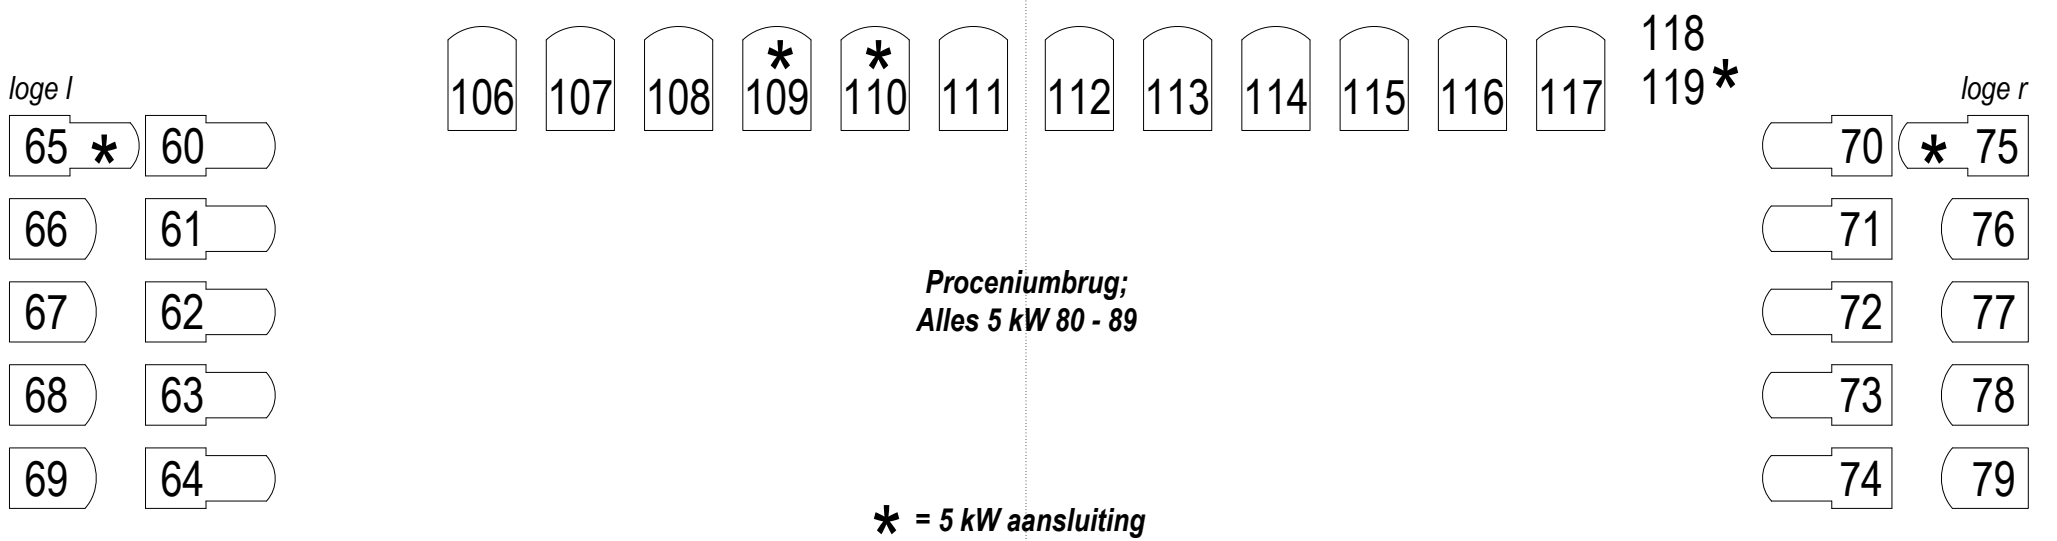 106 107 108 * 109 * 110 111 112 113 114 115 116 117
118
119 *
loge l
loge r
65 * 60
70 * 75
66 61
71 76
67 62
72 77
68 63
73 78
69 64
74 79
Proceniumbrug;
Alles 5 kW 80 - 89
* = 5 kW aansluiting